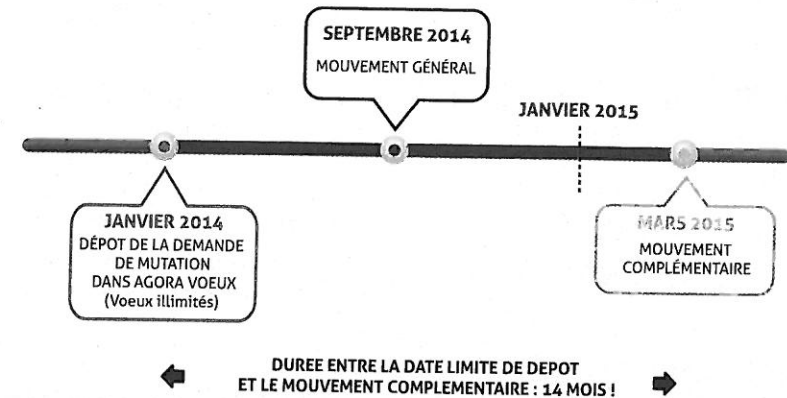 SEPTEMBRE 2014
MOUVEMENT GÉNÉRAL
JANVIER 2015
JANVIER 2014
DÉPOT DE LA DEMANDE
DE MUTATION
DANS AGORA VOEUX
(Voeux illimités)
MARS 2015
MOUVEMENT
COMPLÉMENTAIRE
DUREE ENTRE LA DATE LIMITE DE DEPOT
ET LE MOUVEMENT COMPLEMENTAIRE : 14 MOIS !